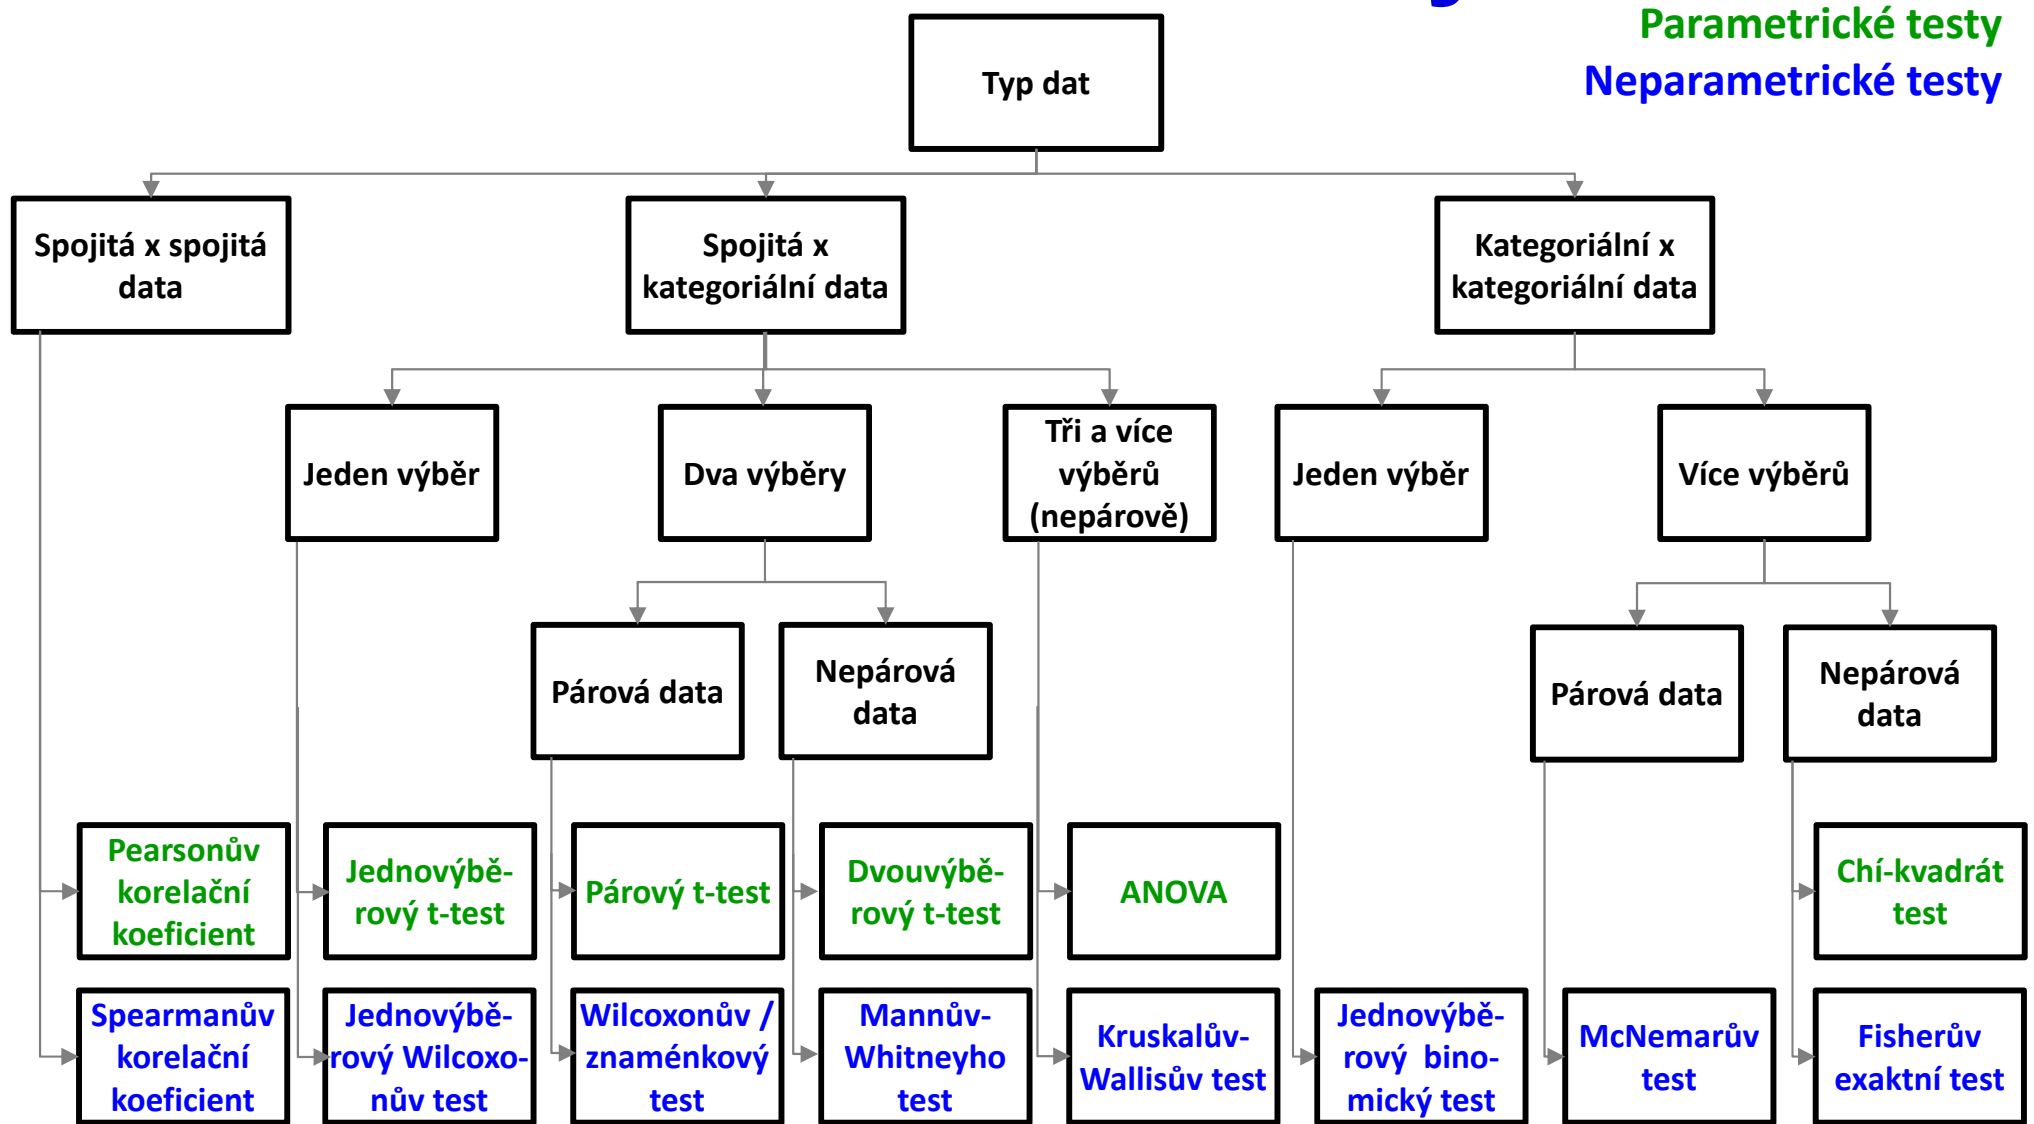 Parametrické testy
Neparametrické testy
Typ dat
Spojitá x spojitá
data
Spojitá x
kategoriální data
Kategoriální x
kategoriální data
Jeden výběr
Dva výběry
Tři a více
výběrů
(nepárově)
Jeden výběr
Více výběrů
Párová data
Nepárová
data
Párová data
Nepárová
data
Pearsonův
korelační
koeficient
Jednovýbě-
rový t-test
Párový t-test
Dvouvýbě-
rový t-test
ANOVA
Chí-kvadrát
test
Spearmanův
korelační
koeficient
Jednovýbě-
rový Wilcoxo-
nův test
Wilcoxonův /
znaménkový
test
Mannův-
Whitneyho
test
Kruskalův-
Wallisův test
Jednovýbě-
rový bino-
mický test
McNemarův
test
Fisherův
exaktní test